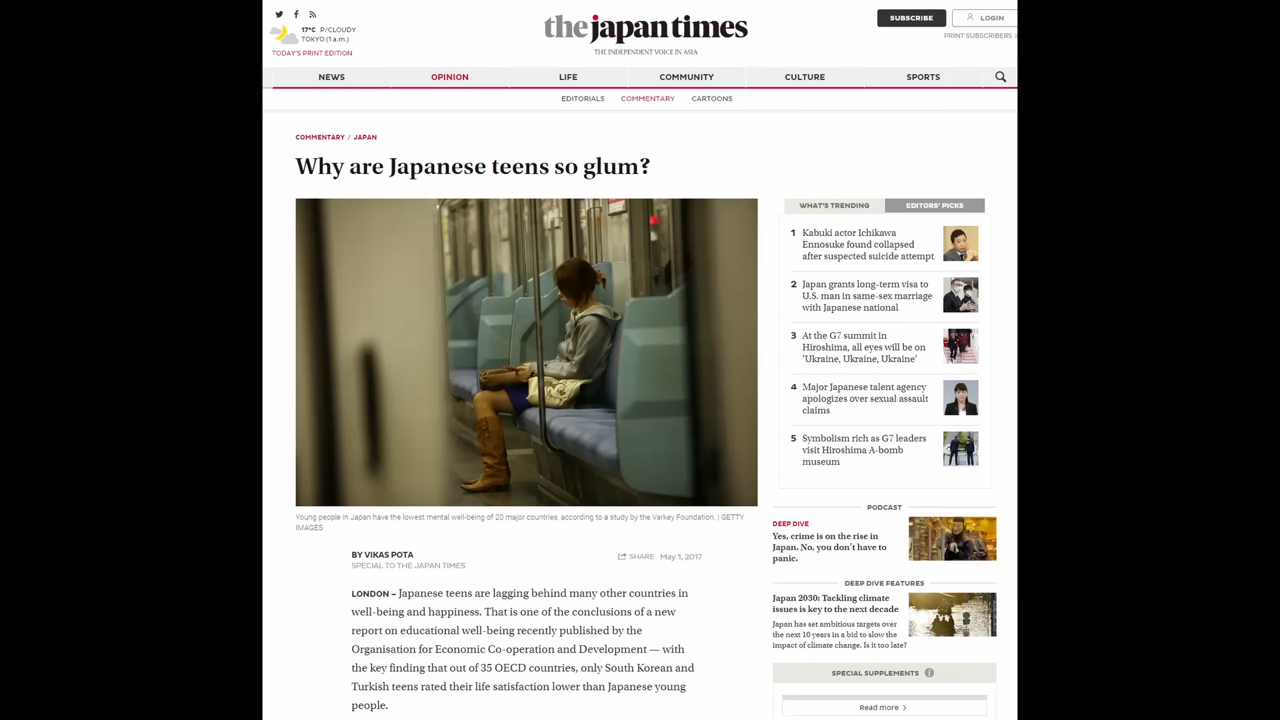 17°C P/CLOUDY
TOKYO (1 a.m.)
TODAY'S PRINT EDITION
the japan times
THE INDEPENDENT VOICE IN ASIA
SUBSCRIBE
LOGIN
PRINT SUBSCRIBERS
NEWS
OPINION
LIFE
COMMUNITY
CULTURE
SPORTS
EDITORIALS
COMMENTARY
CARTOONS
COMMENTARY / JAPAN
Why are Japanese teens so glum?
Young people in Japan have the lowest mental well-being of 20 major countries, according to a study by the Varkey Foundation. | GETTY
IMAGES
BY VIKAS POTA
SPECIAL TO THE JAPAN TIMES
SHARE
May 1, 2017
LONDON – Japanese teens are lagging behind many other countries in
well-being and happiness. That is one of the conclusions of a new
report on educational well-being recently published by the
Organisation for Economic Co-operation and Development — with
the key finding that out of 35 OECD countries, only South Korean and
Turkish teens rated their life satisfaction lower than Japanese young
people.
WHAT'S TRENDING
EDITORS' PICKS
1 Kabuki actor Ichikawa
Ennosuke found collapsed
after suspected suicide attempt
2 Japan grants long-term visa to
U.S. man in same-sex marriage
with Japanese national
3 At the G7 summit in
Hiroshima, all eyes will be on
‘Ukraine, Ukraine, Ukraine’
4 Major Japanese talent agency
apologizes over sexual assault
claims
5 Symbolism rich as G7 leaders
visit Hiroshima A-bomb
museum
PODCAST
DEEP DIVE
Yes, crime is on the rise in
Japan. No, you don’t have to
panic.
DEEP DIVE FEATURES
Japan 2030: Tackling climate
issues is key to the next decade
Japan has set ambitious targets over
the next 10 years in a bid to slow the
impact of climate change. Is it too late?
SPECIAL SUPPLEMENTS
Read more >